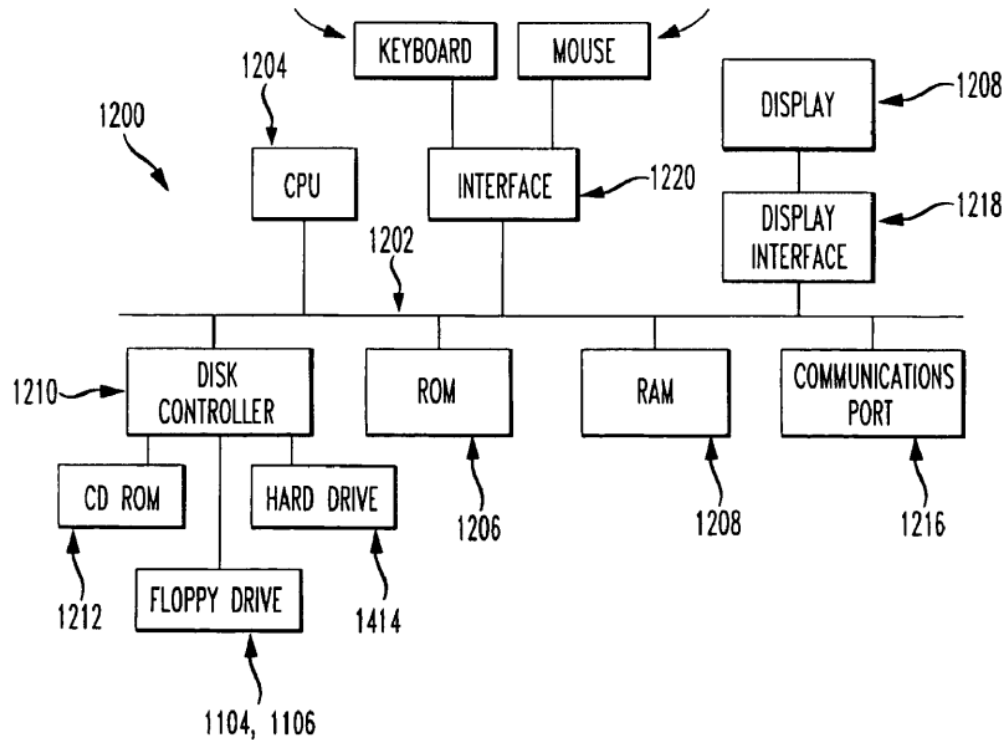 KEYBOARD
MOUSE
1204
DISPLAY
1208
1200
CPU
INTERFACE
1220
DISPLAY
INTERFACE
1218
1202
1210
DISK
CONTROLLER
ROM
RAM
COMMUNICATIONS
PORT
CD ROM
HARD DRIVE
1206
1208
1216
1212
FLOPPY DRIVE
1414
1104, 1106